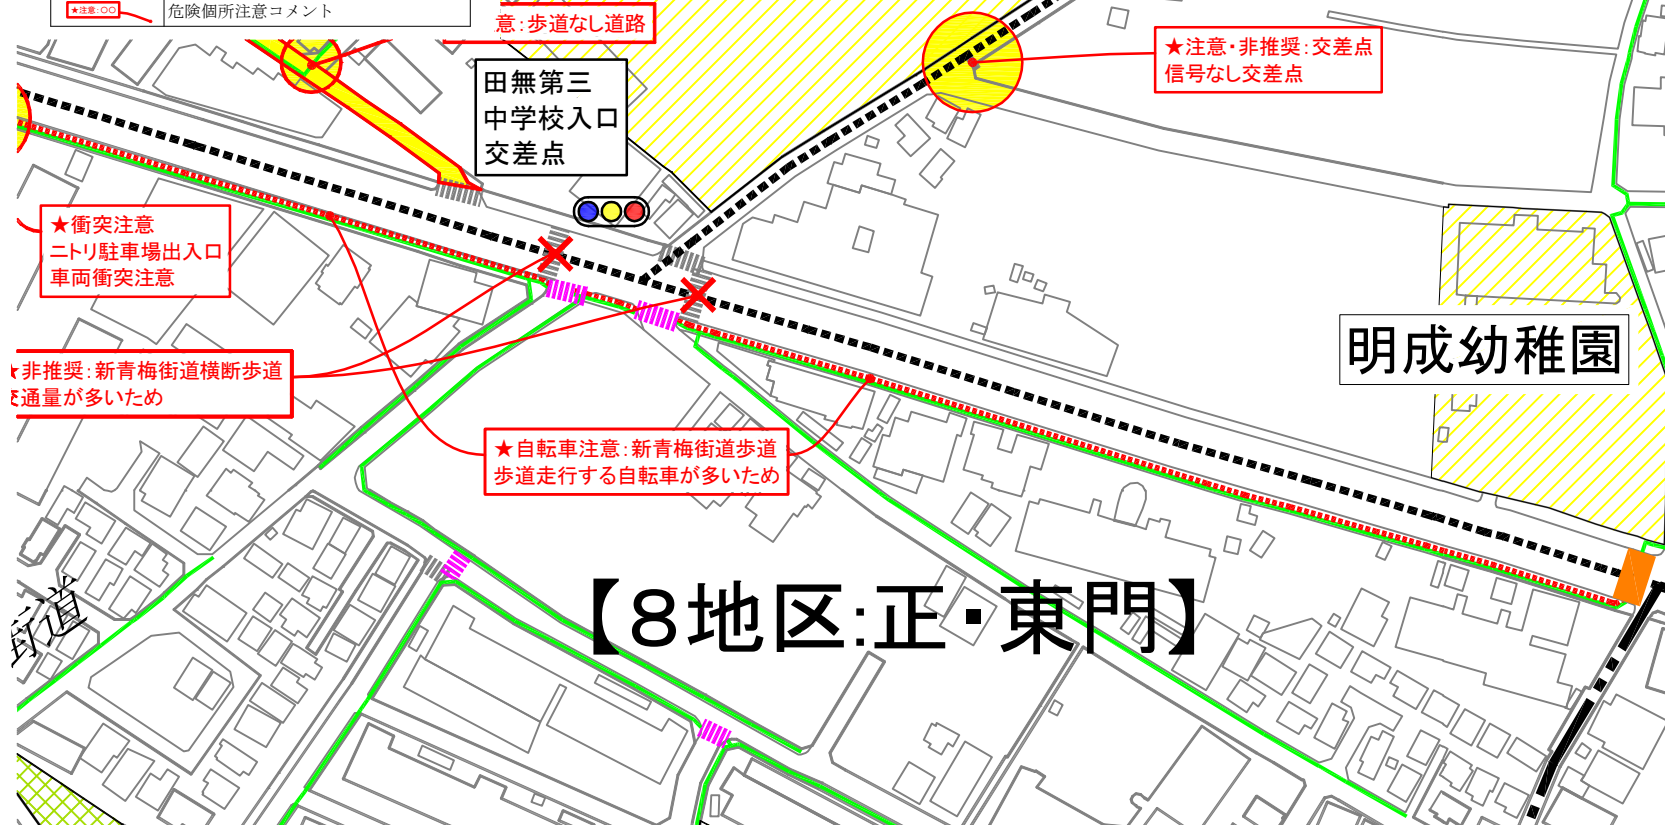 ★注意:〇〇
危険個所注意コメント
意:歩道なし道路
田無第三
中学校入口
交差点
★注意・非推奨:交差点
信号なし交差点
★衝突注意
ニトリ駐車場出入口
車両衝突注意
明成幼稚園
★非推奨:新青梅街道横断歩道
交通量が多いため
★自転車注意:新青梅街道歩道
歩道走行する自転車が多いため
【8地区:正・東門】
街道